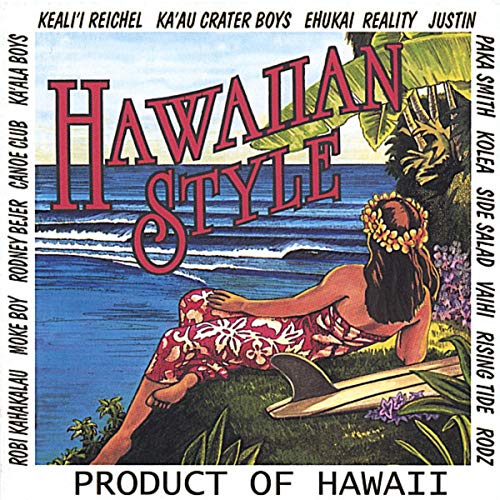 KEALI'I REICHEL KA'AU CRATER BOYS EHUKAI REALITY JUSTIN
PAKA SMITH KOLEA SIDE SALAD VAIHI RISING TIDE RODZ
ROBI KAHAKALAU MOKE BOY RODNEY BEJER CANOE CLUB KA'ALA BOYS
HAWAIIAN
STYLE
PRODUCT OF HAWAII